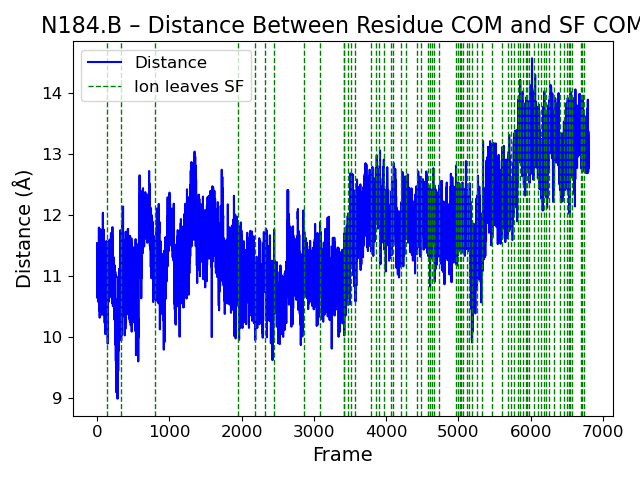 N184.B – Distance Between Residue COM and SF COM
Distance
Ion leaves SF
Distance (Å)
14
13
12
11
10
9
0 1000 2000 3000 4000 5000 6000 7000
Frame